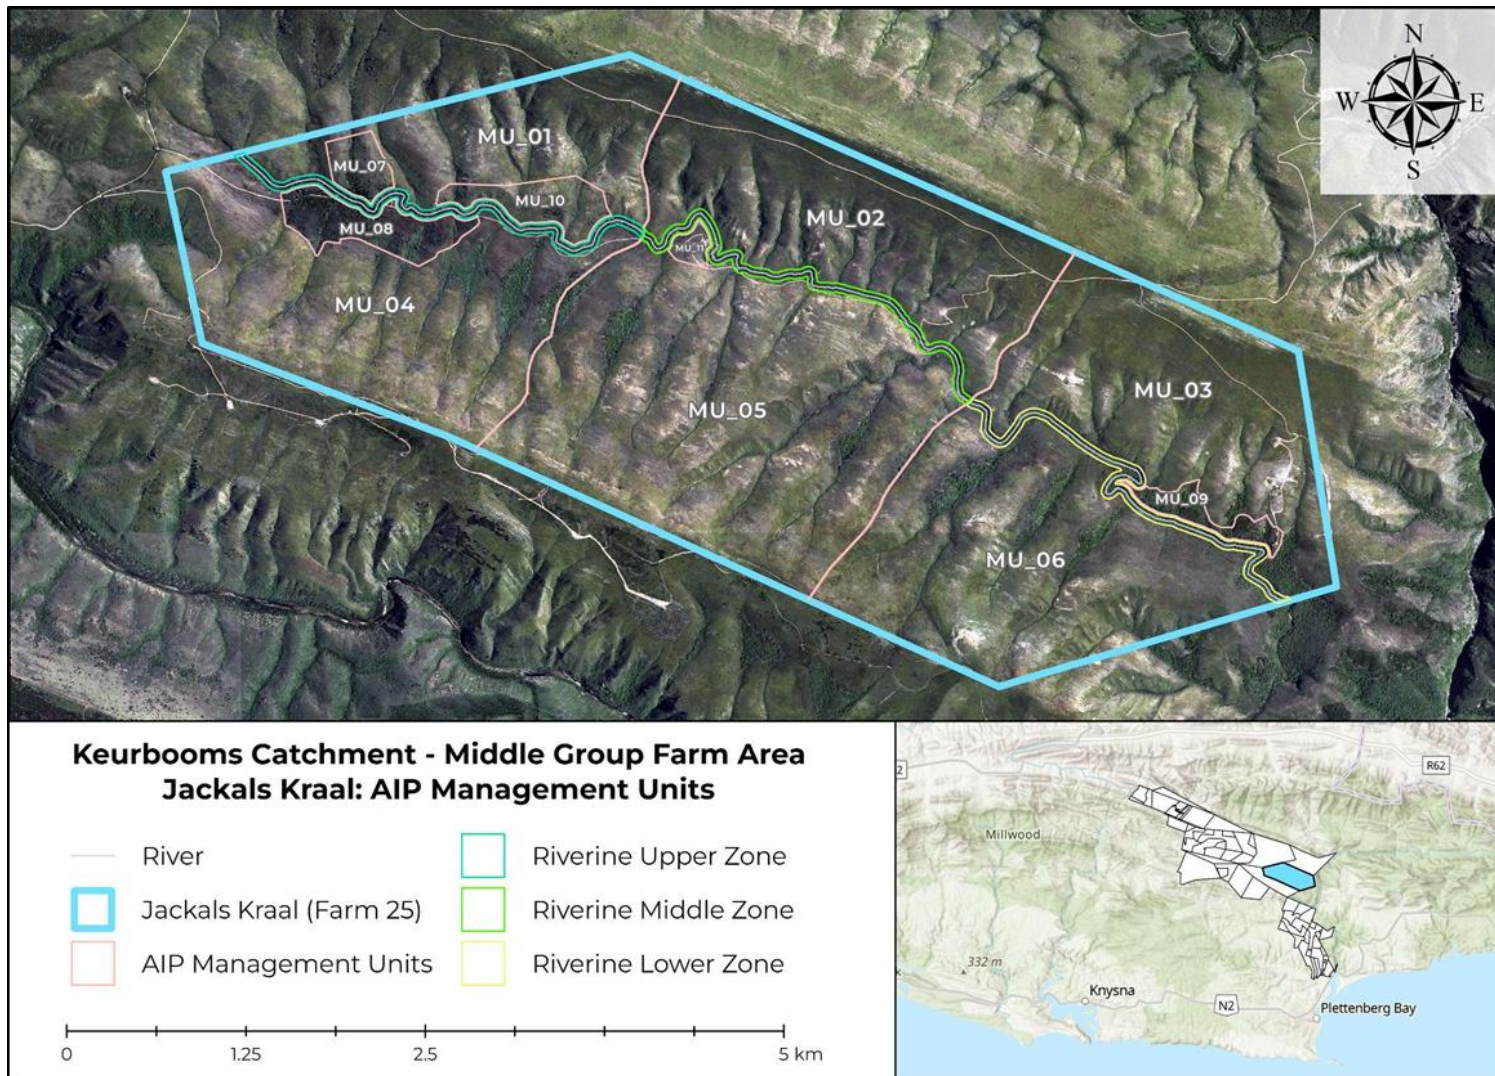 N
W
E
S
MU_01
MU_07
MU_10
MU_08
MU_02
MU_11
MU_04
MU_05
MU_03
MU_09
MU_06
Keurbooms Catchment - Middle Group Farm Area
Jackals Kraal: AIP Management Units
River
Jackals Kraal (Farm 25)
AIP Management Units
Riverine Upper Zone
Riverine Middle Zone
Riverine Lower Zone
0 1.25 2.5 5 km
2
R62
Millwood
332 m
Knysna
N2
Plettenberg Bay